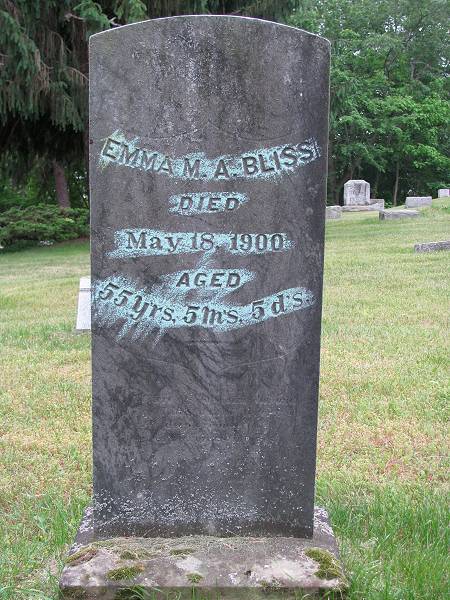 EMMA M. A. BLISS
DIED
May. 18, 1900
AGED
55 yrs. 5 ms. 5 ds.